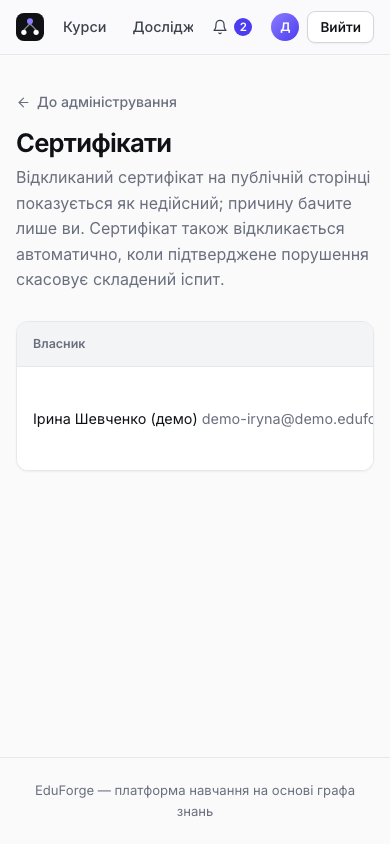 Курси Дослідж 2 Д Вийти
← До адміністрування
Сертифікати
Відкликаний сертифікат на публічній сторінці
показується як недійсний; причину бачите
лише ви. Сертифікат також відкликається
автоматично, коли підтверджене порушення
скасовує складений іспит.
Власник
Ірина Шевченко (демо) demo-iryna@demo.edufo
EduForge — платформа навчання на основі графа
знань